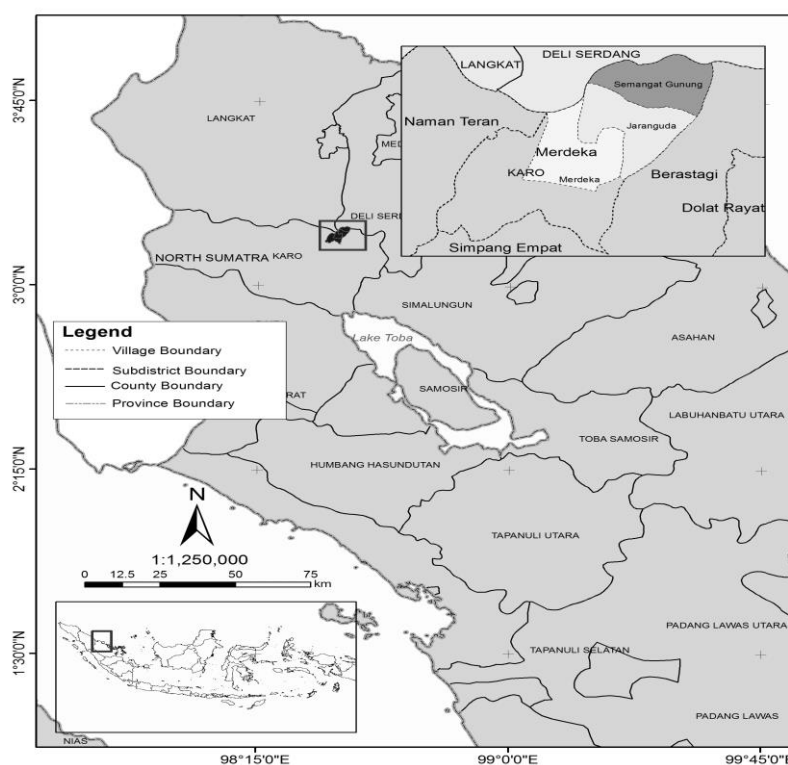 DELI SERDANG
LANGKAT
Semangat Gunung
Naman Teran
Jaranguda
Merdeka
KARO
Merdeka
Berastagi
Dolat Rayat
Simpang Empat
3°45'0"N
LANGKAT
MED
DELI SERD
NORTH SUMATRA
KARO
3°0'0"N
SIMALUNGUN
Legend
Village Boundary
Subdistrict Boundary
County Boundary
Province Boundary
Lake Toba
ASAHAN
SAMOSIR
RAT
LABUHANBATU UTARA
TOBA SAMOSIR
2°15'0"N
HUMBANG HASUNDUTAN
N
TAPANULI UTARA
1:1,250,000
0 12.5 25 50 75
km
PADANG LAWAS UTARA
1°30'0"N
TAPANULI SELATAN
PADANG LAWAS
NIAS
98°15'0"E 99°0'0"E 99°45'0"E